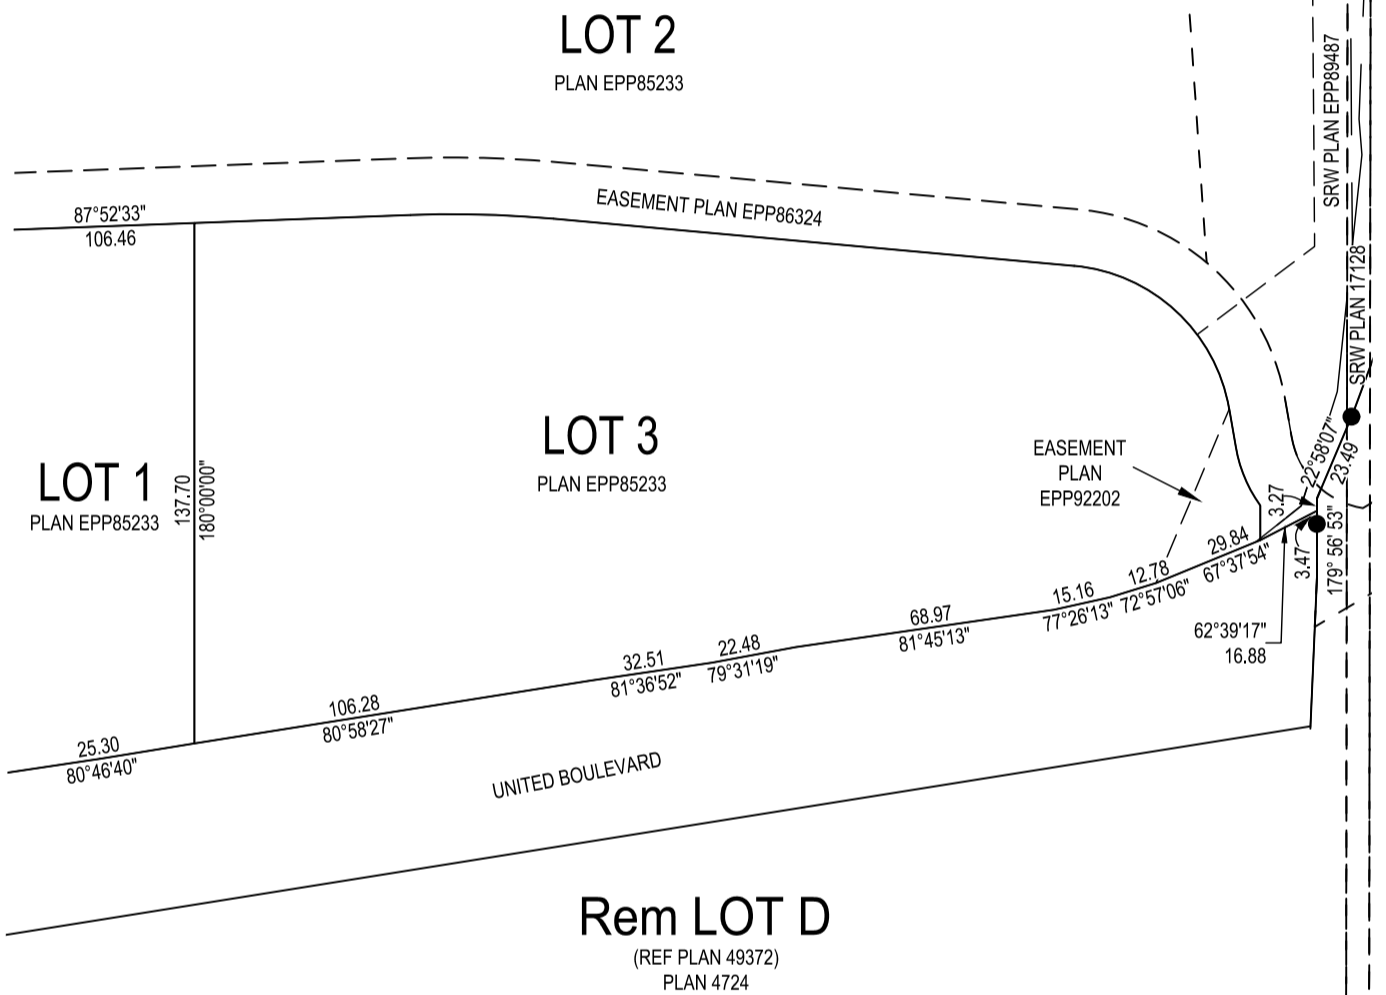 LOT 2
PLAN EPP85233
SRW PLAN EPP89487
87°52'33"
106.46
EASEMENT PLAN EPP86324
SRW PLAN 17128
LOT 1
PLAN EPP85233
137.70
180°00'00"
LOT 3
PLAN EPP85233
EASEMENT
PLAN
EPP92202
22°58'07"
23.49
3.27
3.47
179° 56' 53"
29.84
67°37'54"
12.78
72°57'06"
15.16
77°26'13"
62°39'17"
16.88
68.97
81°45'13"
22.48
79°31'19"
32.51
81°36'52"
106.28
80°58'27"
25.30
80°46'40"
UNITED BOULEVARD
Rem LOT D
(REF PLAN 49372)
PLAN 4724